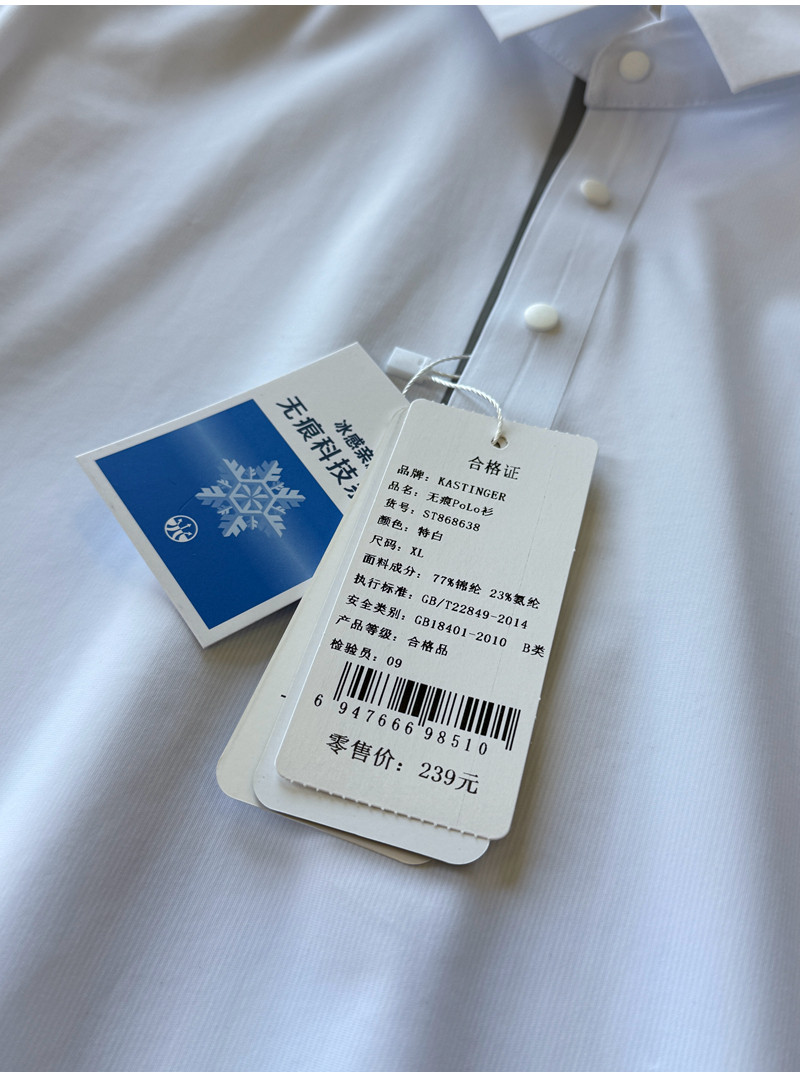 冰感亲
无痕科技
合格证
品牌：KASTINGER
品名：无痕PoLo衫
货号：ST868638
颜色：特白
尺码：XL
面料成分：77%锦纶 23%氨纶
执行标准：GB/T22849-2014
安全类别：GB18401-2010 B类
产品等级：合格品
检验员：09
6 947666 98510
零售价：239元